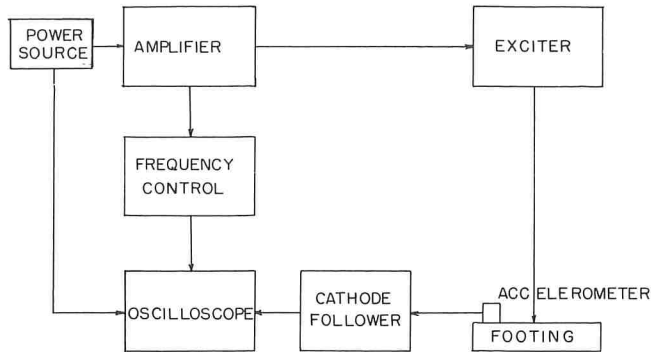 POWER
SOURCE
AMPLIFIER
EXCITER
FREQUENCY
CONTROL
OSCILLOSCOPE
CATHODE
FOLLOWER
ACCELEROMETER
FOOTING